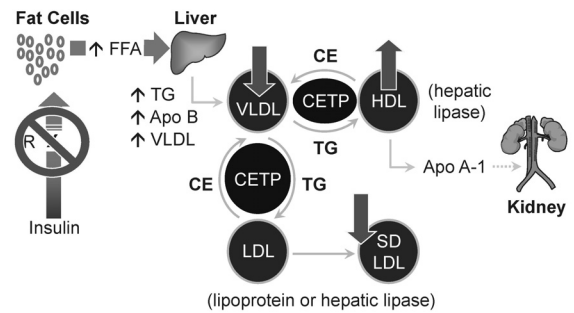 Fat Cells
Liver
↑ FFA
CE
↑ TG
↑ Apo B
↑ VLDL
VLDL
CETP
HDL
(hepatic
lipase)
R
TG
Apo A-1
CE
CETP
TG
Kidney
Insulin
LDL
SD
LDL
(lipoprotein or hepatic lipase)